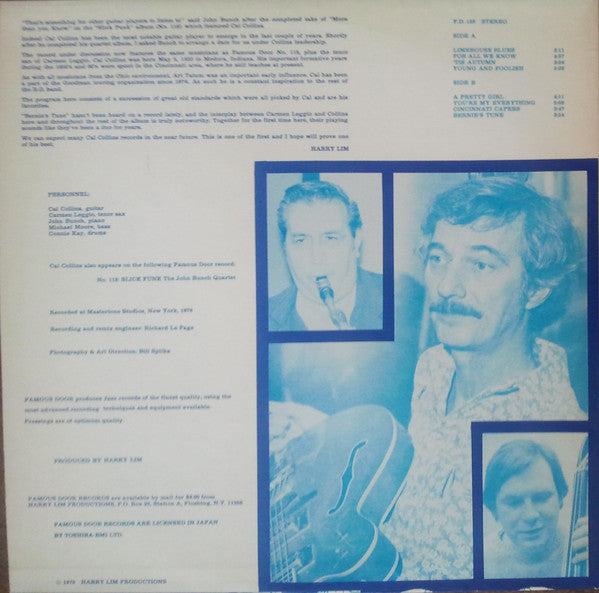 "That's something for other guitar players to listen to" said John Bunch after the completed take of "More
than you Know" on the "Slick Funk" album (No. 118) which featured Cal Collins.
Indeed Cal Collins has been the most notable guitar player to emerge in the last couple of years. Shortly
after he completed his quartet album, I asked Bunch to arrange a date for us under Collins leadership.
The record under discussion now features the same musicians as Famous Door No. 118, plus the tenor
sax of Carmen Leggio. Cal Collins was born May 5, 1933 in Medora, Indiana. His important formative years
during the 1950's and 60's were spent in the Cincinnati area, where he still teaches at present.
As with all musicians from the Ohio environment, Art Tatum was an important early influence. Cal has been
a part of the Goodman touring organization since 1976. As such he is a constant inspiration to the rest
of the B.G. band.
The program here consists of a succession of great old standards which were all picked by Cal and are his
favorites.
"Bernie's Tune" hasn't been heard on a record lately, and the interplay between Carmen Leggio and Collins
here and throughout the rest of the album is truly noteworthy. Together for the first time here, their playing
sounds like they've been a duo for years.
We can expect many Cal Collins records in the near future. This is one of the first and I hope will prove one
of his best.
HARRY LIM
F.D. 123 STEREO
SIDE A
LIMEHOUSE BLUES
FOR ALL WE KNOW
'TIS AUTUMN
YOUNG AND FOOLISH
SIDE B
A PRETTY GIRL
YOU'RE MY EVERYTHING
CINCINNATI CAPERS
BERNIE'S TUNE
PERSONNEL:
Cal Collins, guitar
Carmen Leggio, tenor sax
John Bunch, piano
Michael Moore, bass
Connie Kay, drums
Cal Collins also appears on the following Famous Door record:
No. 118 SLICK FUNK The John Bunch Quartet
Recorded at Mastertone Studios, New York, 1978
Recording and remix engineer: Richard Le Page
Photography & Art Direction: Bill Spilka
FAMOUS DOOR produces Jazz records of the finest quality, using the
most advanced recording techniques and equipment available.
Pressings are of optimum quality.
PRODUCED BY HARRY LIM
FAMOUS DOOR RECORDS are available by mail for from
HARRY LIM PRODUCTIONS, P.O. Box Station A, Flushing, N.Y. 11358
FAMOUS DOOR RECORDS ARE LICENSED IN JAPAN
BY TOSHIBA-EMI LTD.
© 1979 HARRY LIM PRODUCTIONS